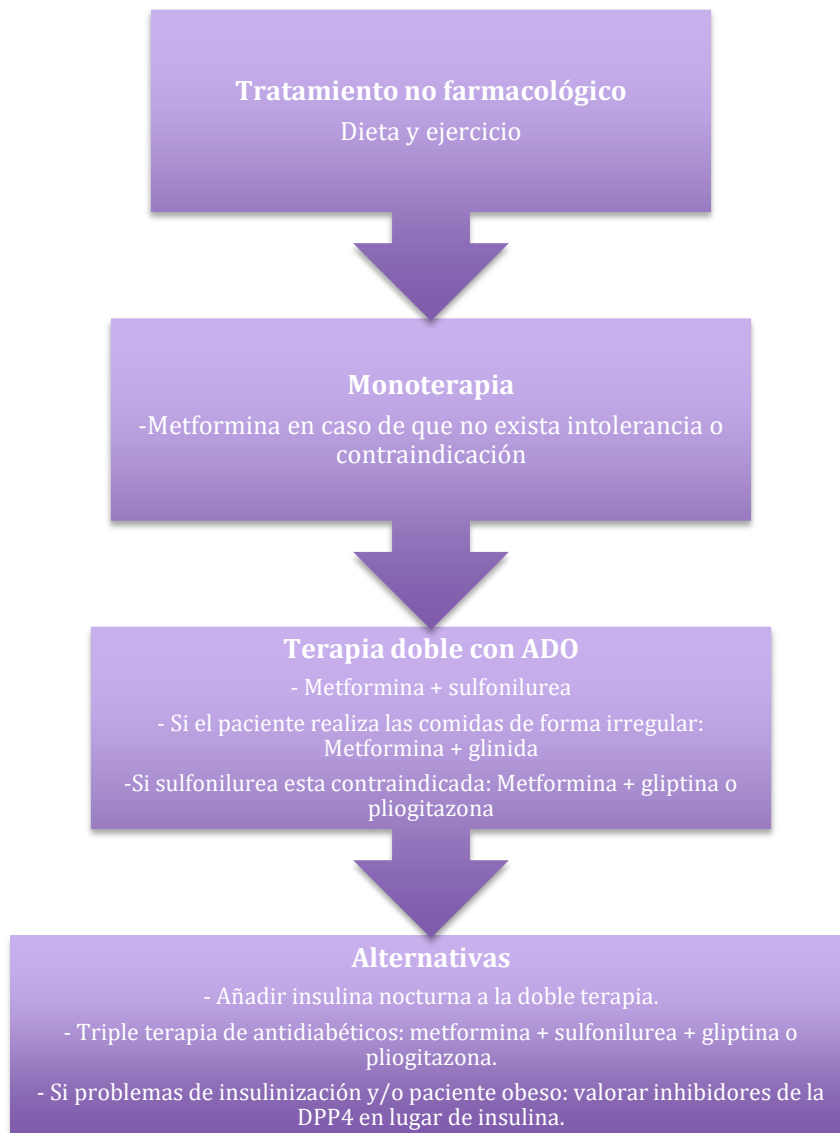 Tratamiento no farmacológico
Dieta y ejercicio
Monoterapia
-Metformina en caso de que no exista intolerancia o
contraindicación
Terapia doble con ADO
- Metformina + sulfonilurea
- Si el paciente realiza las comidas de forma irregular:
Metformina + glinida
-Si sulfonilurea esta contraindicada: Metformina + gliptina o
pliogitazona
Alternativas
- Añadir insulina nocturna a la doble terapia.
- Triple terapia de antidiabéticos: metformina + sulfonilurea + gliptina o
pliogitazona.
- Si problemas de insulinización y/o paciente obeso: valorar inhibidores de la
DPP4 en lugar de insulina.